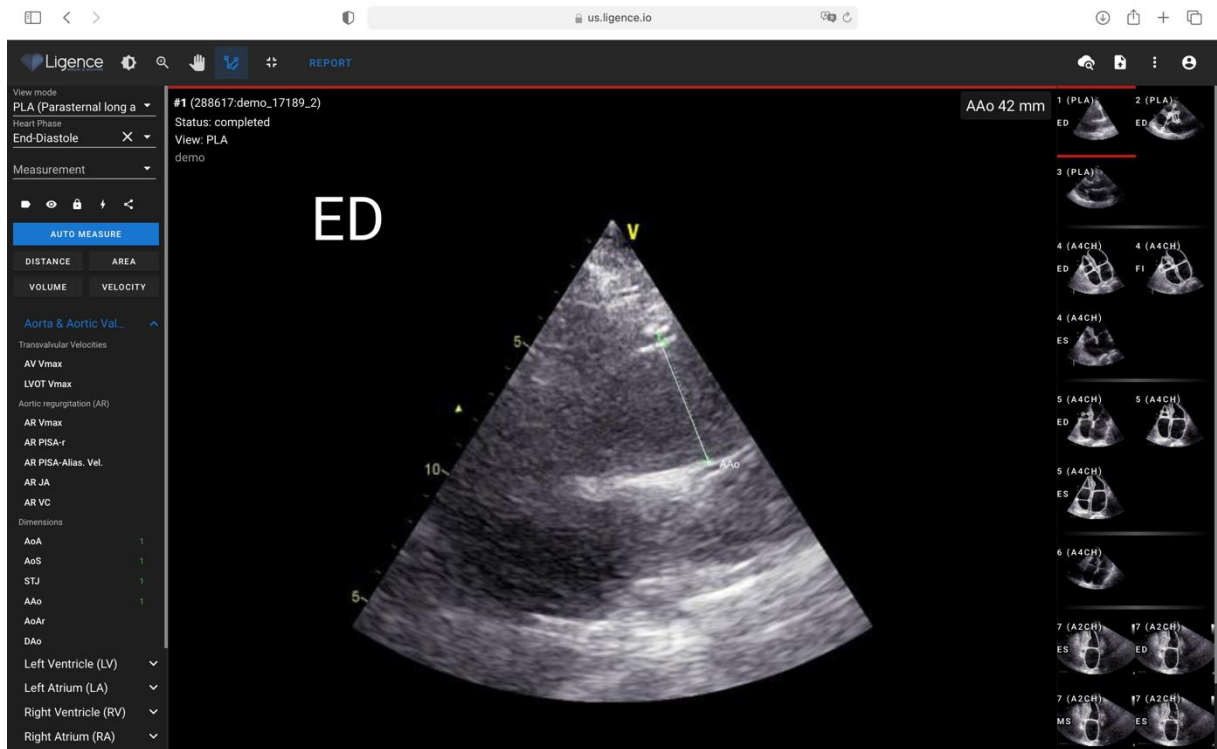 us.ligence.io
Ligence
REPORT
View mode
PLA (Parasternal long a
Heart Phase
End-Diastole
Measurement
AUTO MEASURE
DISTANCE
AREA
VOLUME
VELOCITY
Aorta & Aortic Val...
Transvalvular Velocities
AV Vmax
LVOT Vmax
Aortic regurgitation (AR)
AR Vmax
AR PISA-r
AR PISA-Alias. Vel.
AR JA
AR VC
Dimensions
AoA 1
AoS 1
STJ 1
AAo 1
AoAr
DAo
Left Ventricle (LV)
Left Atrium (LA)
Right Ventricle (RV)
Right Atrium (RA)
#1 (288617:demo_17189_2)
Status: completed
View: PLA
demo
AAo 42 mm
ED
V
5
10
5
AAo
1 (PLA)
ED
2 (PLA)
ED
3 (PLA)
4 (A4CH)
ED
4 (A4CH)
FI
4 (A4CH)
ES
5 (A4CH)
ED
5 (A4CH)
5 (A4CH)
ES
6 (A4CH)
7 (A2CH)
ES
7 (A2CH)
ED
7 (A2CH)
MS
7 (A2CH)
ES